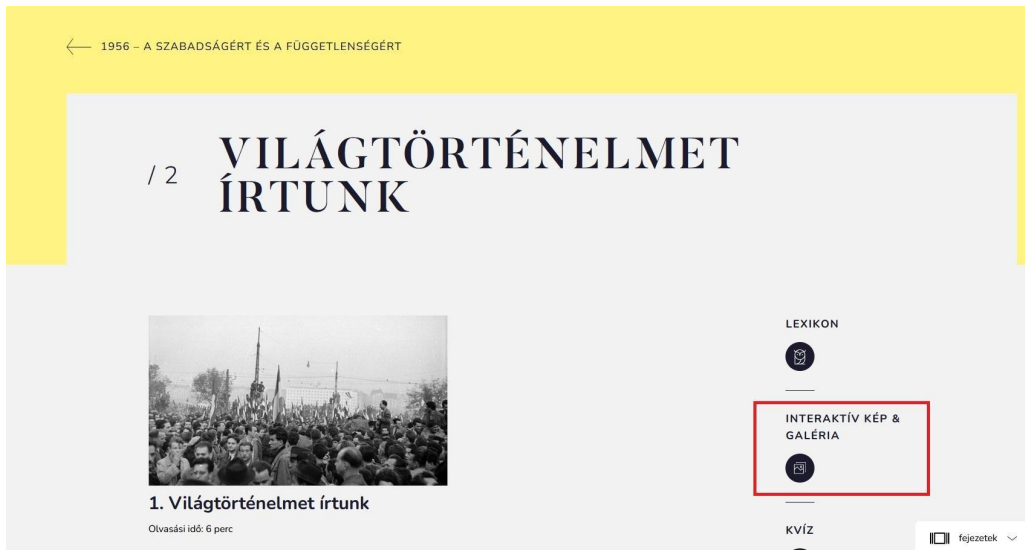 1956 – A SZABADSÁGÉRT ÉS A FÜGGETLENSÉGÉRT
/ 2
VILÁGTÖRTÉNELMET
ÍRTUNK
1. Világtörténelmet írtunk
Olvasási idő: 6 perc
LEXIKON
INTERAKTÍV KÉP &
GALÉRIA
KVÍZ
fejezetek